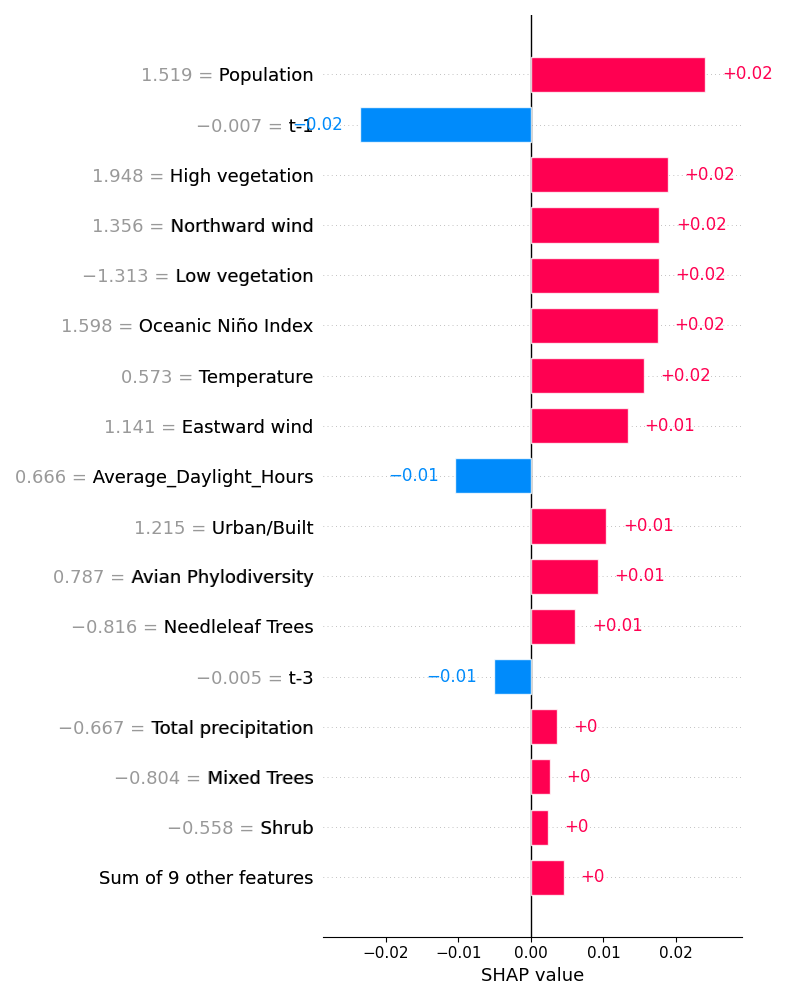 1.519 = Population +0.02
−0.007 = t-1 −0.02
1.948 = High vegetation +0.02
1.356 = Northward wind +0.02
−1.313 = Low vegetation +0.02
1.598 = Oceanic Niño Index +0.02
0.573 = Temperature +0.02
1.141 = Eastward wind +0.01
0.666 = Average_Daylight_Hours −0.01
1.215 = Urban/Built +0.01
0.787 = Avian Phylodiversity +0.01
−0.816 = Needleleaf Trees +0.01
−0.005 = t-3 −0.01
−0.667 = Total precipitation +0
−0.804 = Mixed Trees +0
−0.558 = Shrub +0
Sum of 9 other features +0
−0.02 −0.01 0.00 0.01 0.02
SHAP value